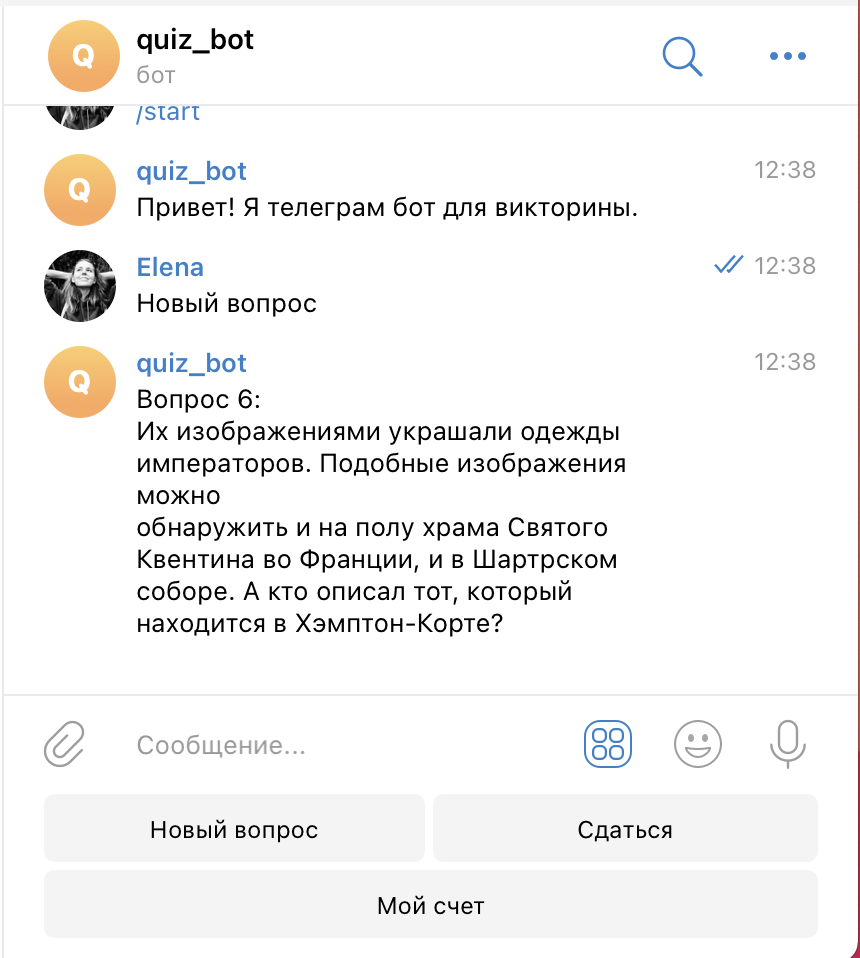 quiz_bot
бот
/start
quiz_bot 12:38
Привет! Я телеграм бот для викторины.
Elena 12:38
Новый вопрос
quiz_bot 12:38
Вопрос 6:
Их изображениями украшали одежды
императоров. Подобные изображения
можно
обнаружить и на полу храма Святого
Квентина во Франции, и в Шартрском
соборе. А кто описал тот, который
находится в Хэмптон-Корте?
Сообщение...
Новый вопрос Сдаться
Мой счет